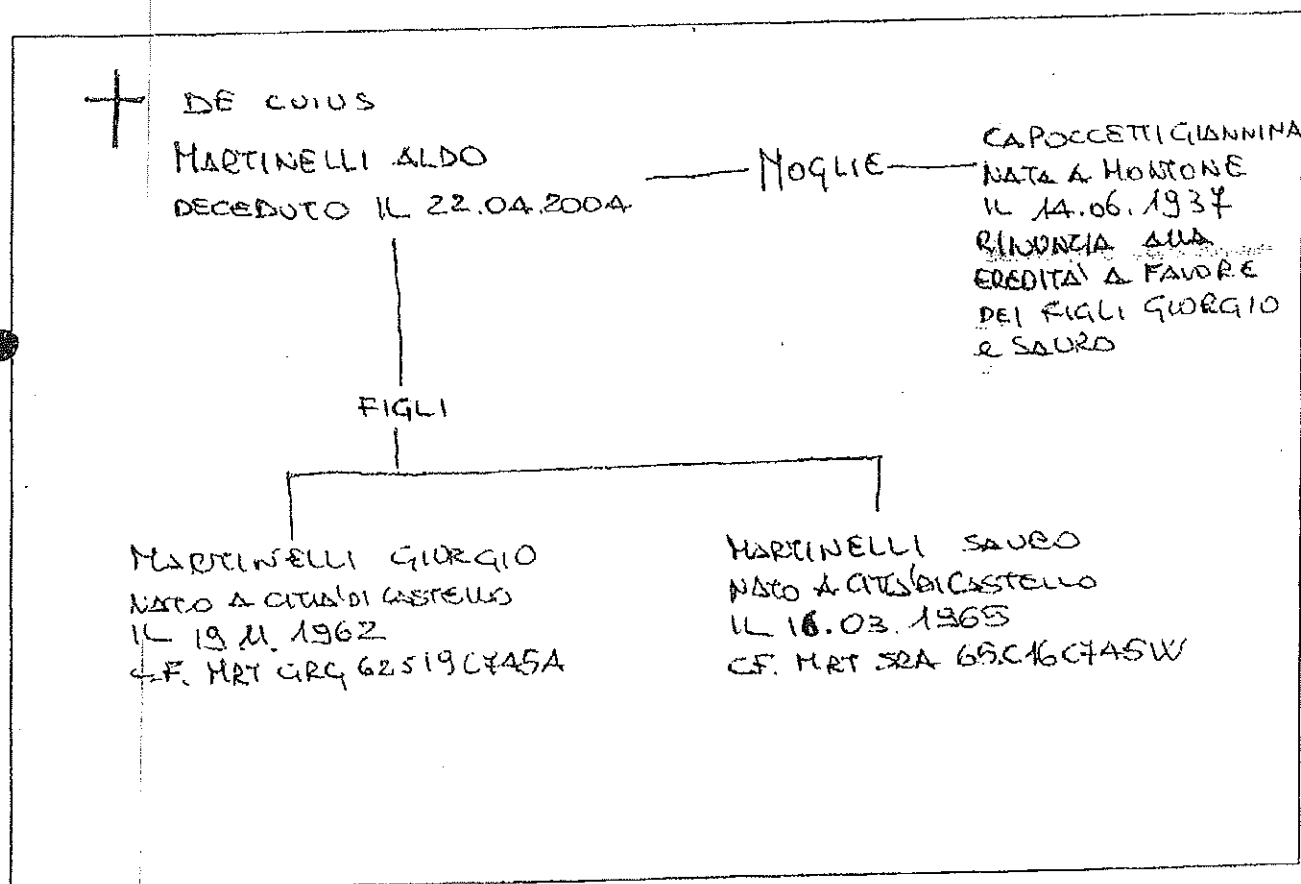 DE CUIUS
MARTINELLI ALDO
DECEDUTO IL 22.04.2004
MOGLIE
CAPOCCETTI GIANNINA
NATA A MONTONE
IL 14.06.1937
RINUNCIA ALLA
EREDITA' A FAVORE
DEI FIGLI GIORGIO
e SAURO
FIGLI
MARTINELLI GIORGIO
NATO A CITTA' DI CASTELLO
IL 19.11.1962
C.F. MRT GRG 62S19C745A
MARTINELLI SAURO
NATO A CITTA' DI CASTELLO
IL 16.03.1965
CF. MRT SRA 65C16C745W